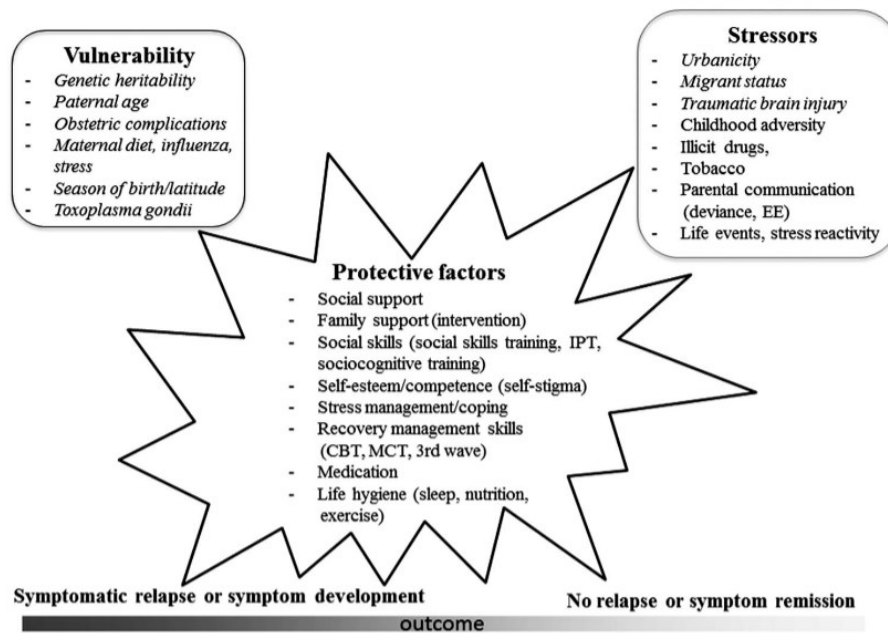 Vulnerability
- Genetic heritability
- Paternal age
- Obstetric complications
- Maternal diet, influenza,
stress
- Season of birth/latitude
- Toxoplasma gondii
Stressors
- Urbanicity
- Migrant status
- Traumatic brain injury
- Childhood adversity
- Illicit drugs,
- Tobacco
- Parental communication
(deviance, EE)
- Life events, stress reactivity
Protective factors
- Social support
- Family support (intervention)
- Social skills (social skills training, IPT,
sociocognitive training)
- Self-esteem/competence (self-stigma)
- Stress management/coping
- Recovery management skills
(CBT, MCT, 3rd wave)
- Medication
- Life hygiene (sleep, nutrition,
exercise)
Symptomatic relapse or symptom development
No relapse or symptom remission
outcome